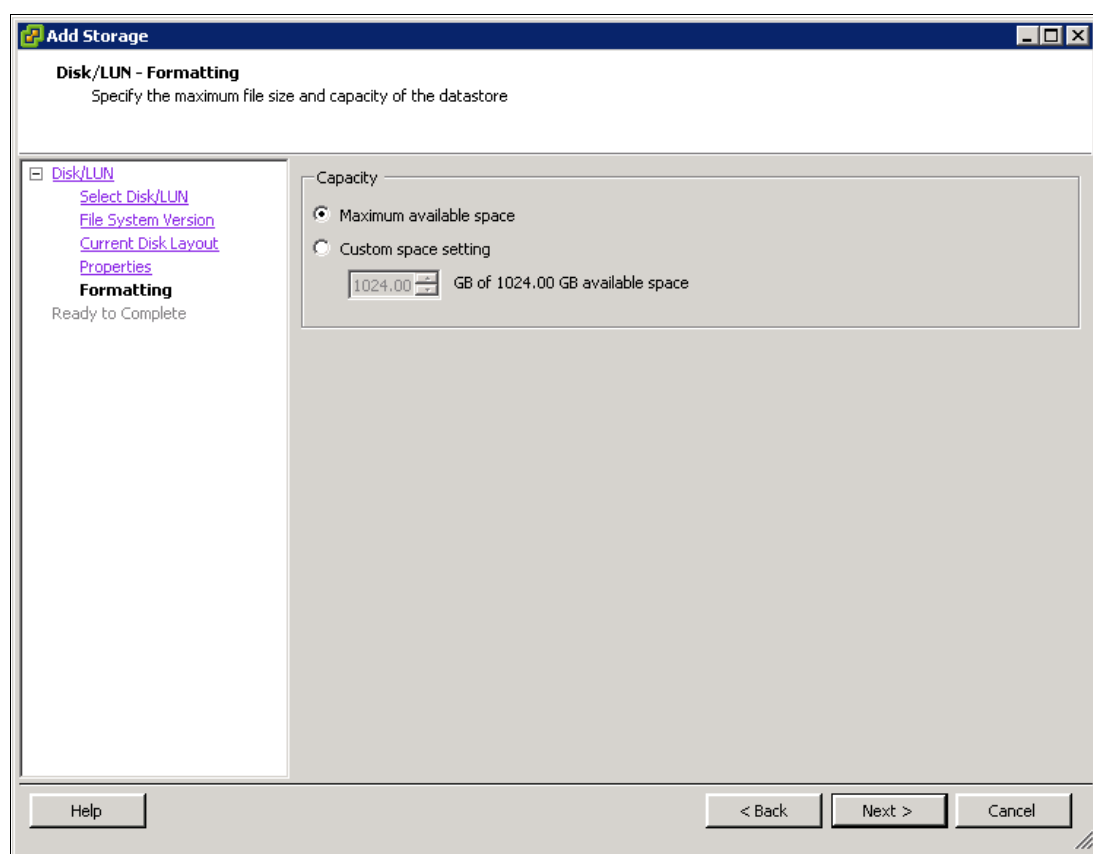 Add Storage
Disk/LUN - Formatting
Specify the maximum file size and capacity of the datastore
Disk/LUN
Select Disk/LUN
File System Version
Current Disk Layout
Properties
Formatting
Ready to Complete
Capacity
Maximum available space
Custom space setting
1024.00 GB of 1024.00 GB available space
Help
< Back
Next >
Cancel